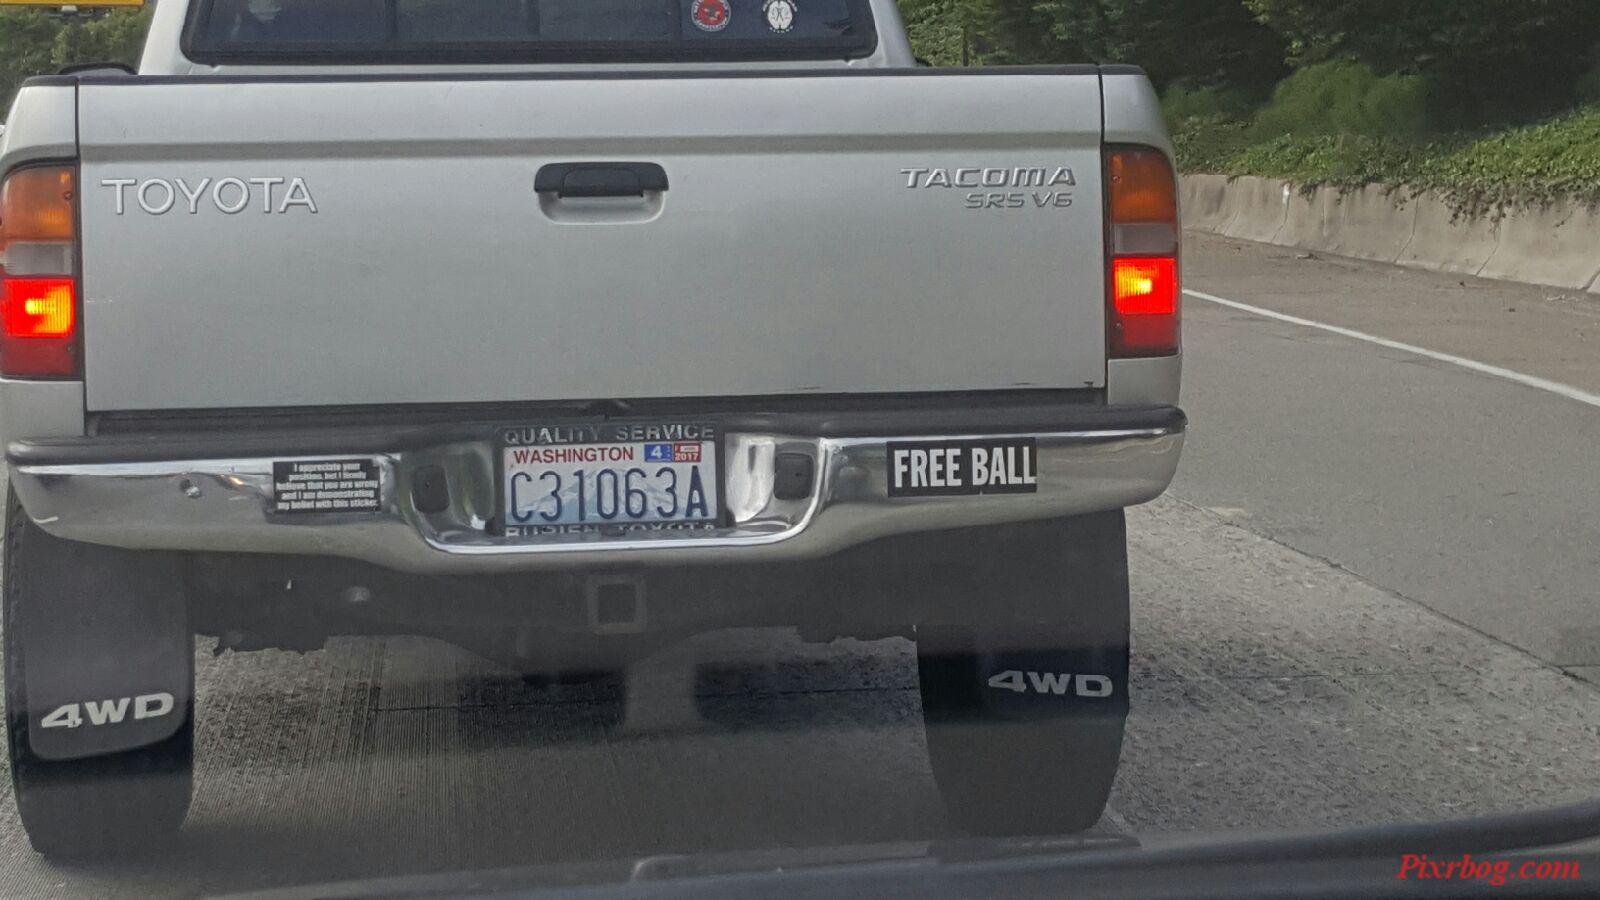 TOYOTA
TACOMA
SR5 V6
QUALITY SERVICE
WASHINGTON 4 2017
C31063A
TOYOTA
I appreciate your
position, but I firmly
believe that you are wrong
and I am demonstrating
my belief with this sticker.
FREE BALL
4WD
4WD
Pixrbog.com